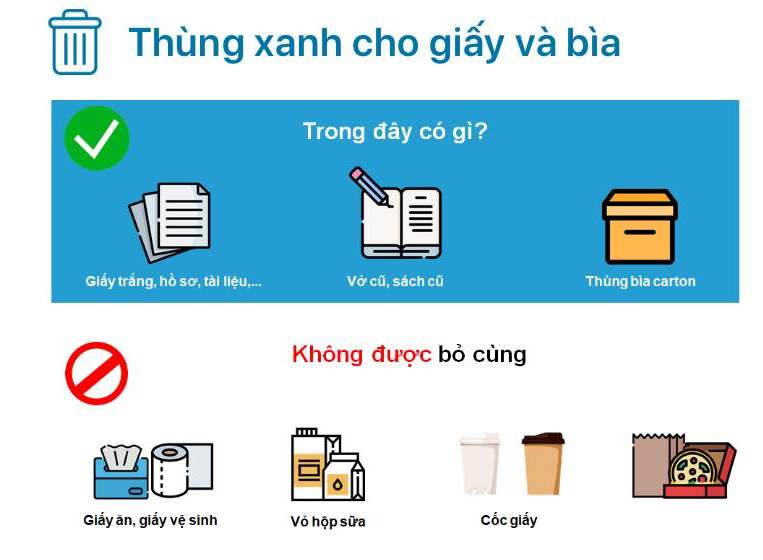 Thùng xanh cho giấy và bìa
Trong đây có gì?
Giấy trắng, hồ sơ, tài liệu,...
Vở cũ, sách cũ
Thùng bìa carton
Không được bỏ cùng
Giấy ăn, giấy vệ sinh
Vỏ hộp sữa
Cốc giấy